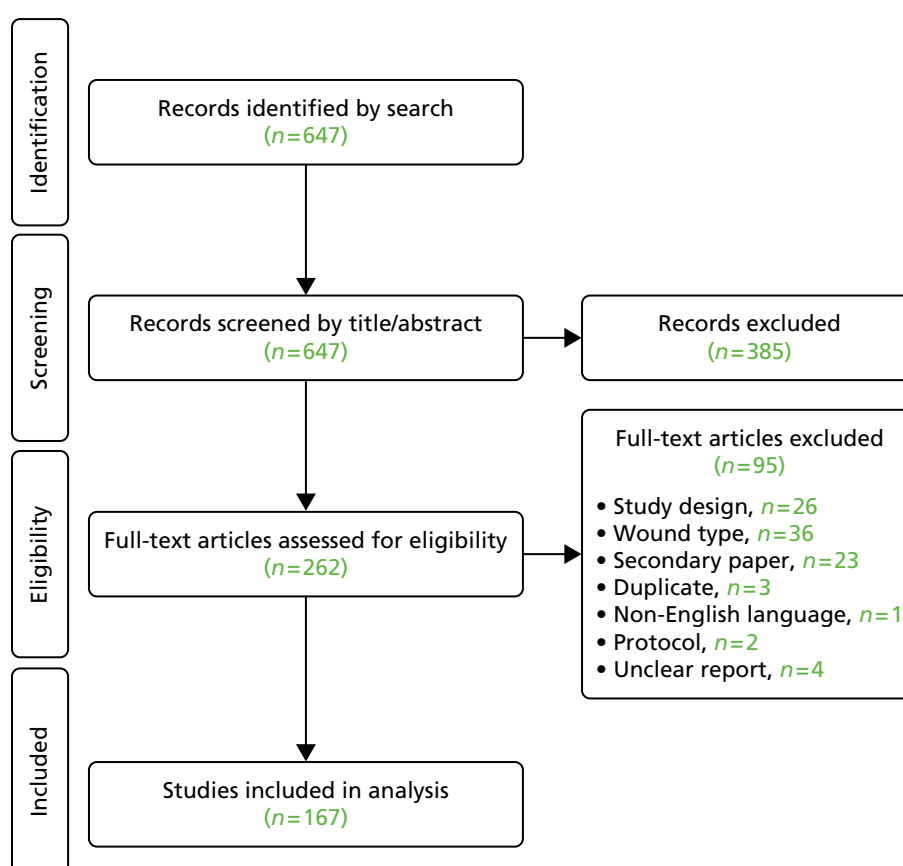 Identification
Records identified by search
(n=647)
Screening
Records screened by title/abstract
(n=647)
Records excluded
(n=385)
Eligibility
Full-text articles assessed for eligibility
(n=262)
Full-text articles excluded
(n=95)
• Study design, n=26
• Wound type, n=36
• Secondary paper, n=23
• Duplicate, n=3
• Non-English language, n=1
• Protocol, n=2
• Unclear report, n=4
Included
Studies included in analysis
(n=167)